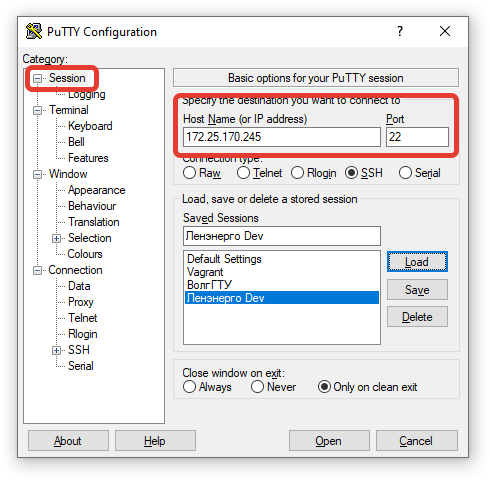 PuTTY Configuration
?
Category:
Session
Logging
Terminal
Keyboard
Bell
Features
Window
Appearance
Behaviour
Translation
Selection
Colours
Connection
Data
Proxy
Telnet
Rlogin
SSH
Serial
Basic options for your PuTTY session
Specify the destination you want to connect to
Host Name (or IP address) Port
172.25.170.245 22
Connection type:
Raw Telnet Rlogin SSH Serial
Load, save or delete a stored session
Saved Sessions
Ленэнерго Dev
Default Settings
Vagrant
ВолгГТУ
Ленэнерго Dev
Load
Save
Delete
Close window on exit:
Always Never Only on clean exit
About Help Open Cancel